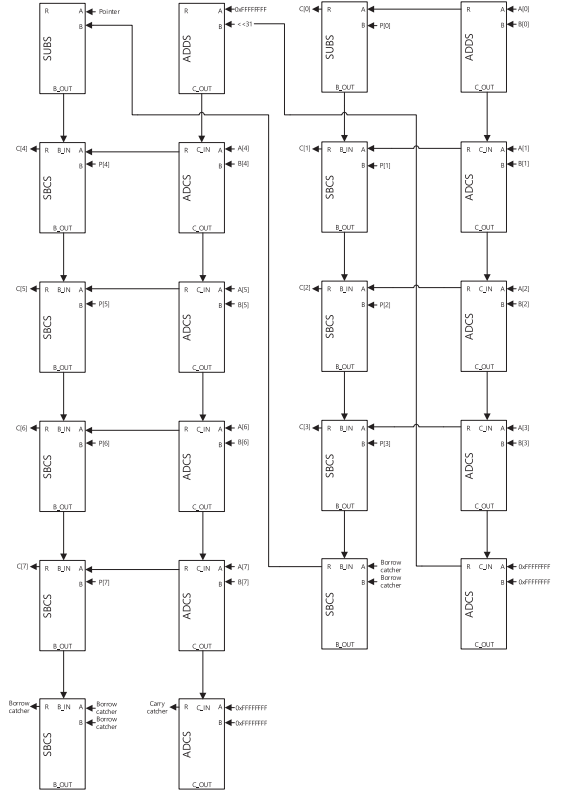 R A Pointer
B
SUBS
B_OUT
R A 0xFFFFFFFF
B <<31
ADDS
C_OUT
C[0] R A
B P[0]
SUBS
B_OUT
R A A[0]
B B[0]
ADDS
C_OUT
C[4] R B_IN A
B P[4]
SBCS
B_OUT
R C_IN A A[4]
B B[4]
ADCS
C_OUT
C[1] R B_IN A
B P[1]
SBCS
B_OUT
R C_IN A A[1]
B B[1]
ADCS
C_OUT
C[5] R B_IN A
B P[5]
SBCS
B_OUT
R C_IN A A[5]
B B[5]
ADCS
C_OUT
C[2] R B_IN A
B P[2]
SBCS
B_OUT
R C_IN A A[2]
B B[2]
ADCS
C_OUT
C[6] R B_IN A
B P[6]
SBCS
B_OUT
R C_IN A A[6]
B B[6]
ADCS
C_OUT
C[3] R B_IN A
B P[3]
SBCS
B_OUT
R C_IN A A[3]
B B[3]
ADCS
C_OUT
C[7] R B_IN A
B P[7]
SBCS
B_OUT
R C_IN A A[7]
B B[7]
ADCS
C_OUT
R B_IN A Borrow
catcher
B Borrow
catcher
SBCS
B_OUT
R C_IN A 0xFFFFFFFF
B 0xFFFFFFFF
ADCS
C_OUT
Borrow
catcher
R B_IN A Borrow
catcher
B Borrow
catcher
SBCS
B_OUT
Carry
catcher
R C_IN A 0xFFFFFFFF
B 0xFFFFFFFF
ADCS
C_OUT